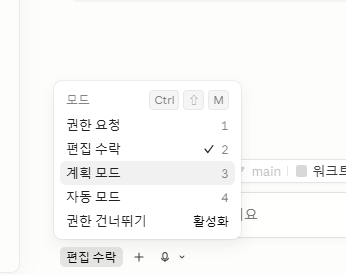 모드 Ctrl ⇧ M
권한 요청 1
편집 수락 ✓ 2
계획 모드 3
main 워크트
자동 모드 4
요
권한 건너뛰기 활성화
편집 수락